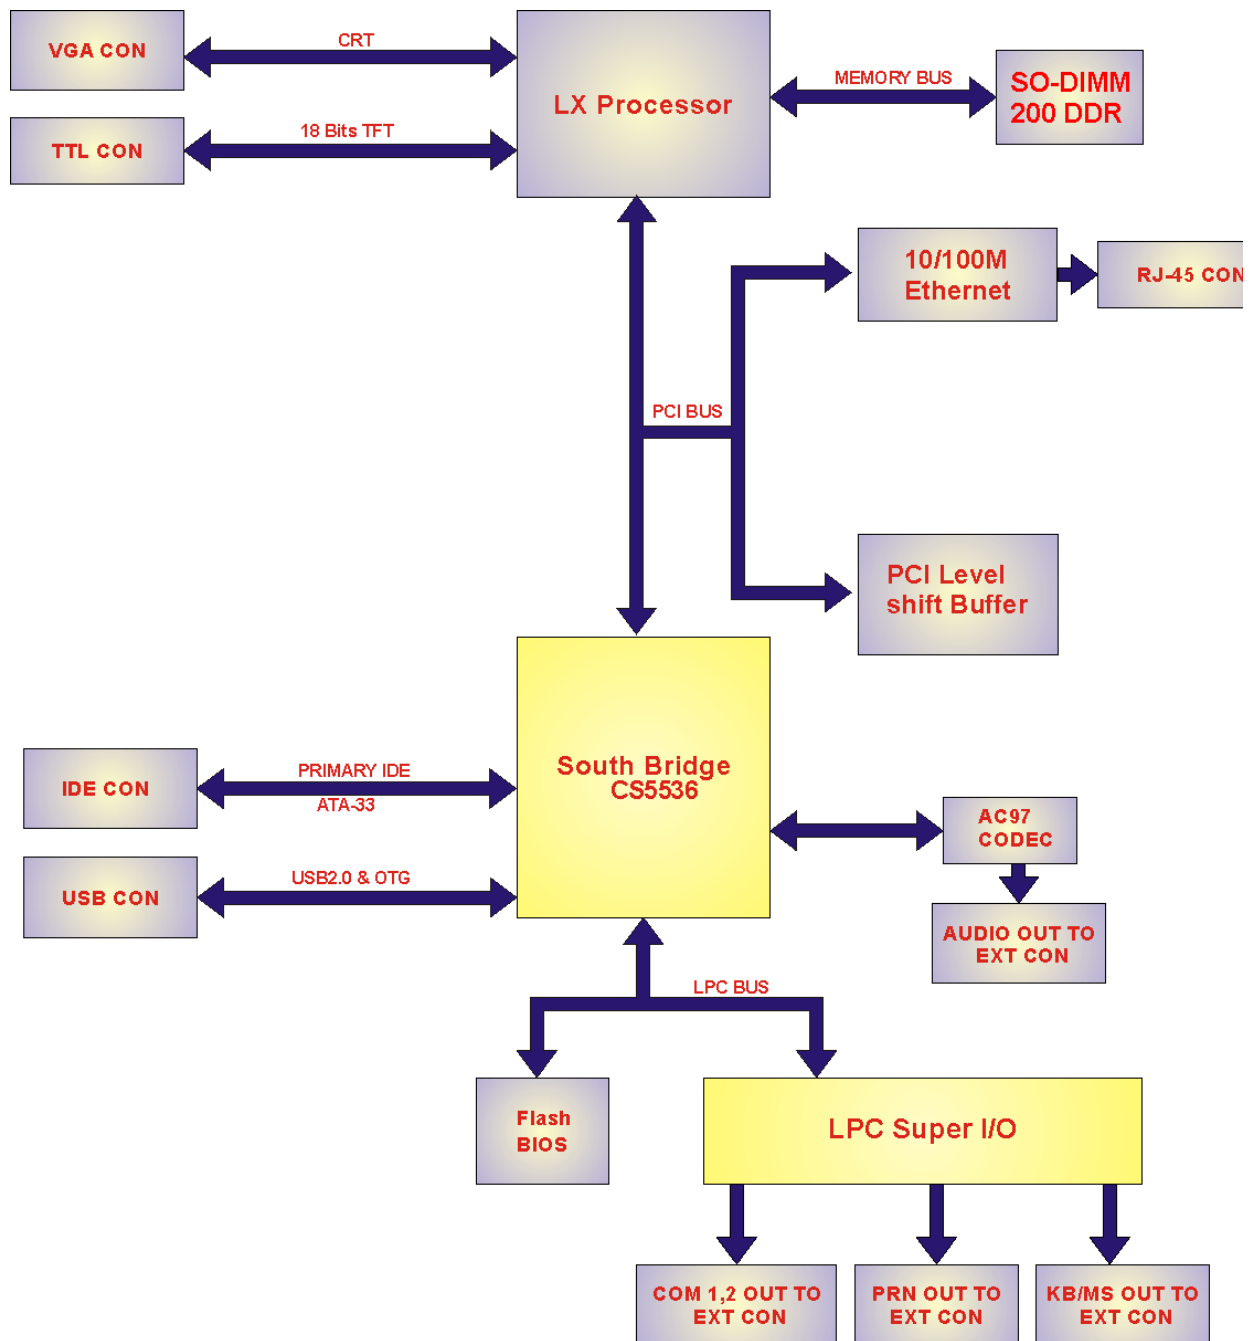 VGA CON
CRT
LX Processor
MEMORY BUS
SO-DIMM
200 DDR
TTL CON
18 Bits TFT
10/100M
Ethernet
RJ-45 CON
PCI BUS
PCI Level
shift Buffer
South Bridge
CS5536
IDE CON
PRIMARY IDE
ATA-33
AC97
CODEC
USB CON
USB2.0 & OTG
AUDIO OUT TO
EXT CON
LPC BUS
Flash
BIOS
LPC Super I/O
COM 1,2 OUT TO
EXT CON
PRN OUT TO
EXT CON
KB/MS OUT TO
EXT CON